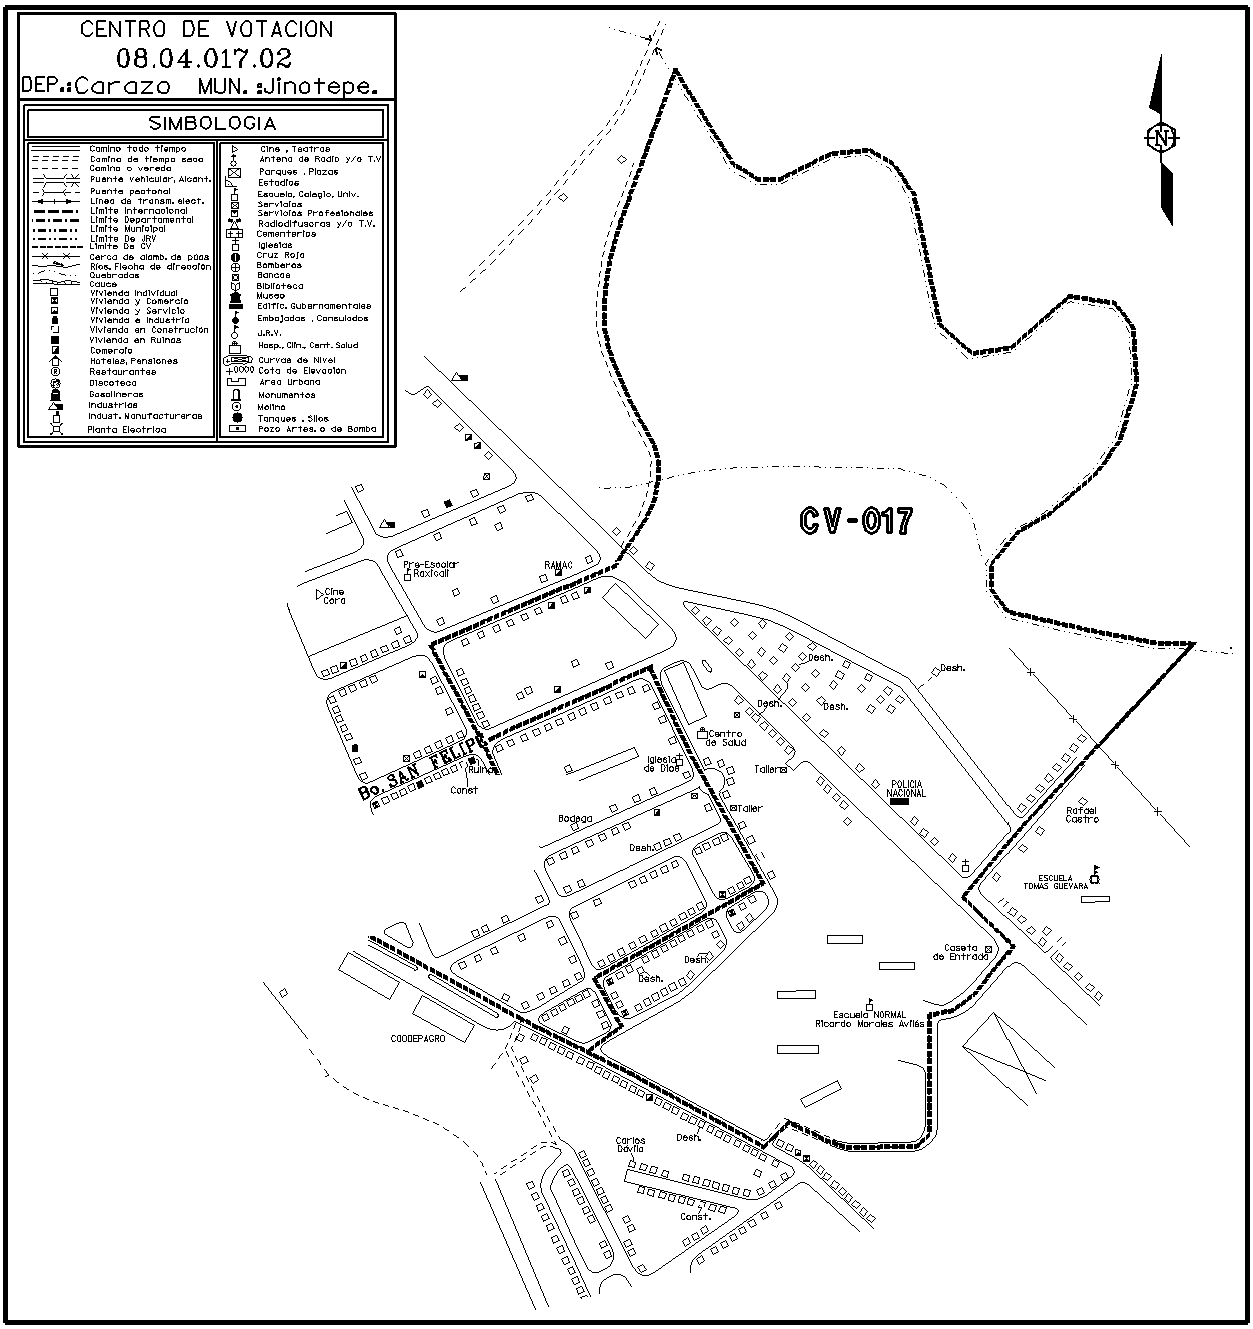 CENTRO DE VOTACION
08.04.017.02
DEP.:Carazo MUN.:Jinotepe.
SIMBOLOGIA
Camino todo tiempo
Camino de tiempo seco
Camino o vereda
Puente vehicular, Alcant.
Puente peatonal
Linea de transm. elect.
Limite Internacional
Limite Departamental
Limite Municipal
Limite De JRV
Limite De CV
Cerca de alamb. de púas
Ríos, Flecha de dirección
Quebradas
Cauce
Vivienda Individual
Vivienda y Comercio
Vivienda y Servicio
Vivienda e Industria
Vivienda en Construción
Vivienda en Ruinas
Comercio
Hoteles, Pensiones
Restaurantes
Discoteca
Gasolineras
Industrias
Indust. Manufactureras
Planta Electrica
Cine , Teatros
Antena de Radio y/o T.V
Parques , Plazas
Estadios
Escuela, Colegio, Univ.
Servicios
Servicios Profesionales
Radiodifusoras y/o T.V.
Cementerios
Iglesias
Cruz Roja
Bomberos
Bancos
Biblioteca
Museo
Edific. Gubernamentales
Embajadas , Consulados
J.R.V.
Hosp., Clin., Cent. Salud
Curvas de Nivel
Cota de Elevación
Area Urbana
Monumentos
Molino
Tanques , Silos
Pozo Artes. o de Bomba
N
CV-017
Pre-Escolar
Raxicali
RAMAC
Cine
Cora
Desh.
Desh.
Desh.
Desh.
Centro
de Salud
Bo. SAN FELIPE
Ruina
Const
Iglesia
de Dios
Taller
POLICIA
NACIONAL
Taller
Bodega
Desh.
Rafael
Castro
ESCUELA
TOMAS GUEVARA
Caseta
de Entrada
Desh.
Desh.
Escuela NORMAL
Ricardo Morales Avilés
COODEPAGRO
Carlos
Dávila
Desh.
Const.